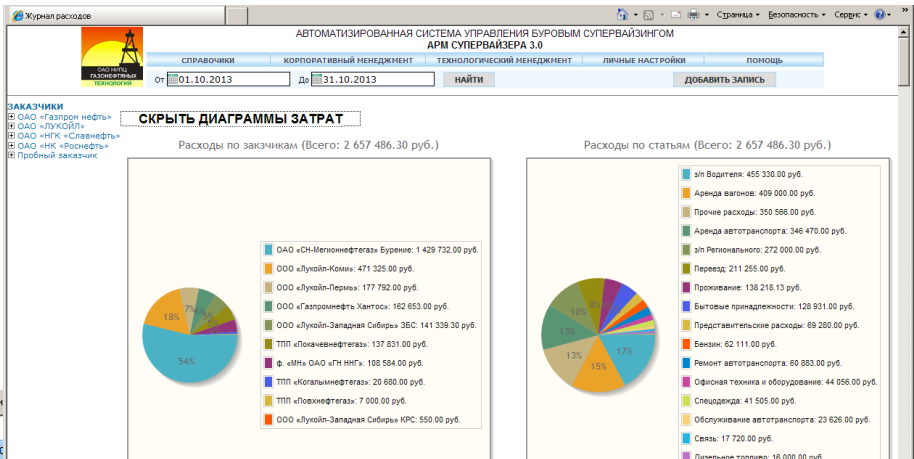 Журнал расходов
Страница
Безопасность
Сервис
»
АВТОМАТИЗИРОВАННАЯ СИСТЕМА УПРАВЛЕНИЯ БУРОВЫМ СУПЕРВАЙЗИНГОМ
АРМ СУПЕРВАЙЗЕРА 3.0
ОАО НИПЦ
ГАЗОНЕФТЯНЫХ
ТЕХНОЛОГИЙ
СПРАВОЧНИКИ
КОРПОРАТИВНЫЙ МЕНЕДЖМЕНТ
ТЕХНОЛОГИЧЕСКИЙ МЕНЕДЖМЕНТ
ЛИЧНЫЕ НАСТРОЙКИ
ПОМОЩЬ
От 01.10.2013
До 31.10.2013
НАЙТИ
ДОБАВИТЬ ЗАПИСЬ
ЗАКАЗЧИКИ
ОАО «Газпром нефть»
ОАО «ЛУКОЙЛ»
ОАО «НГК «Славнефть»
ОАО «НК «Роснефть»
Пробный заказчик
СКРЫТЬ ДИАГРАММЫ ЗАТРАТ
Расходы по закзчикам (Всего: 2 657 486.30 руб.)
ОАО «СН-Мегионнефтегаз» Бурение: 1 429 732.00 руб.
ООО «Лукойл-Коми»: 471 325.00 руб.
ООО «Лукойл-Пермь»: 177 792.00 руб.
ООО «Газпромнефть Хантос»: 162 653.00 руб.
ООО «Лукойл-Западная Сибирь» ЗБС: 141 339.30 руб.
ТПП «Покачевнефтегаз»: 137 831.00 руб.
ф. «МН» ОАО «ГН ННГ»: 108 584.00 руб.
ТПП «Когалымнефтегаз»: 20 680.00 руб.
ТПП «Повхнефтегаз»: 7 000.00 руб.
ООО «Лукойл-Западная Сибирь» КРС: 550.00 руб.
7%
18%
5%
54%
Расходы по статьям (Всего: 2 657 486.30 руб.)
з/п Водителя: 455 330.00 руб.
Аренда вагонов: 409 000.00 руб.
Прочие расходы: 350 566.00 руб.
Аренда автотранспорта: 346 470.00 руб.
з/п Регионального: 272 000.00 руб.
Переезд: 211 255.00 руб.
Проживание: 138 218.13 руб.
Бытовые принадлежности: 128 931.00 руб.
Представительские расходы: 69 280.00 руб.
Бензин: 62 111.00 руб.
Ремонт автотранспорта: 60 883.00 руб.
Офисная техника и оборудование: 44 056.00 руб.
Спецодежда: 41 505.00 руб.
Обслуживание автотранспорта: 23 626.00 руб.
Связь: 17 720.00 руб.
Дизельное топливо: 16 000.00 руб.
8%
10%
13%
17%
13%
15%